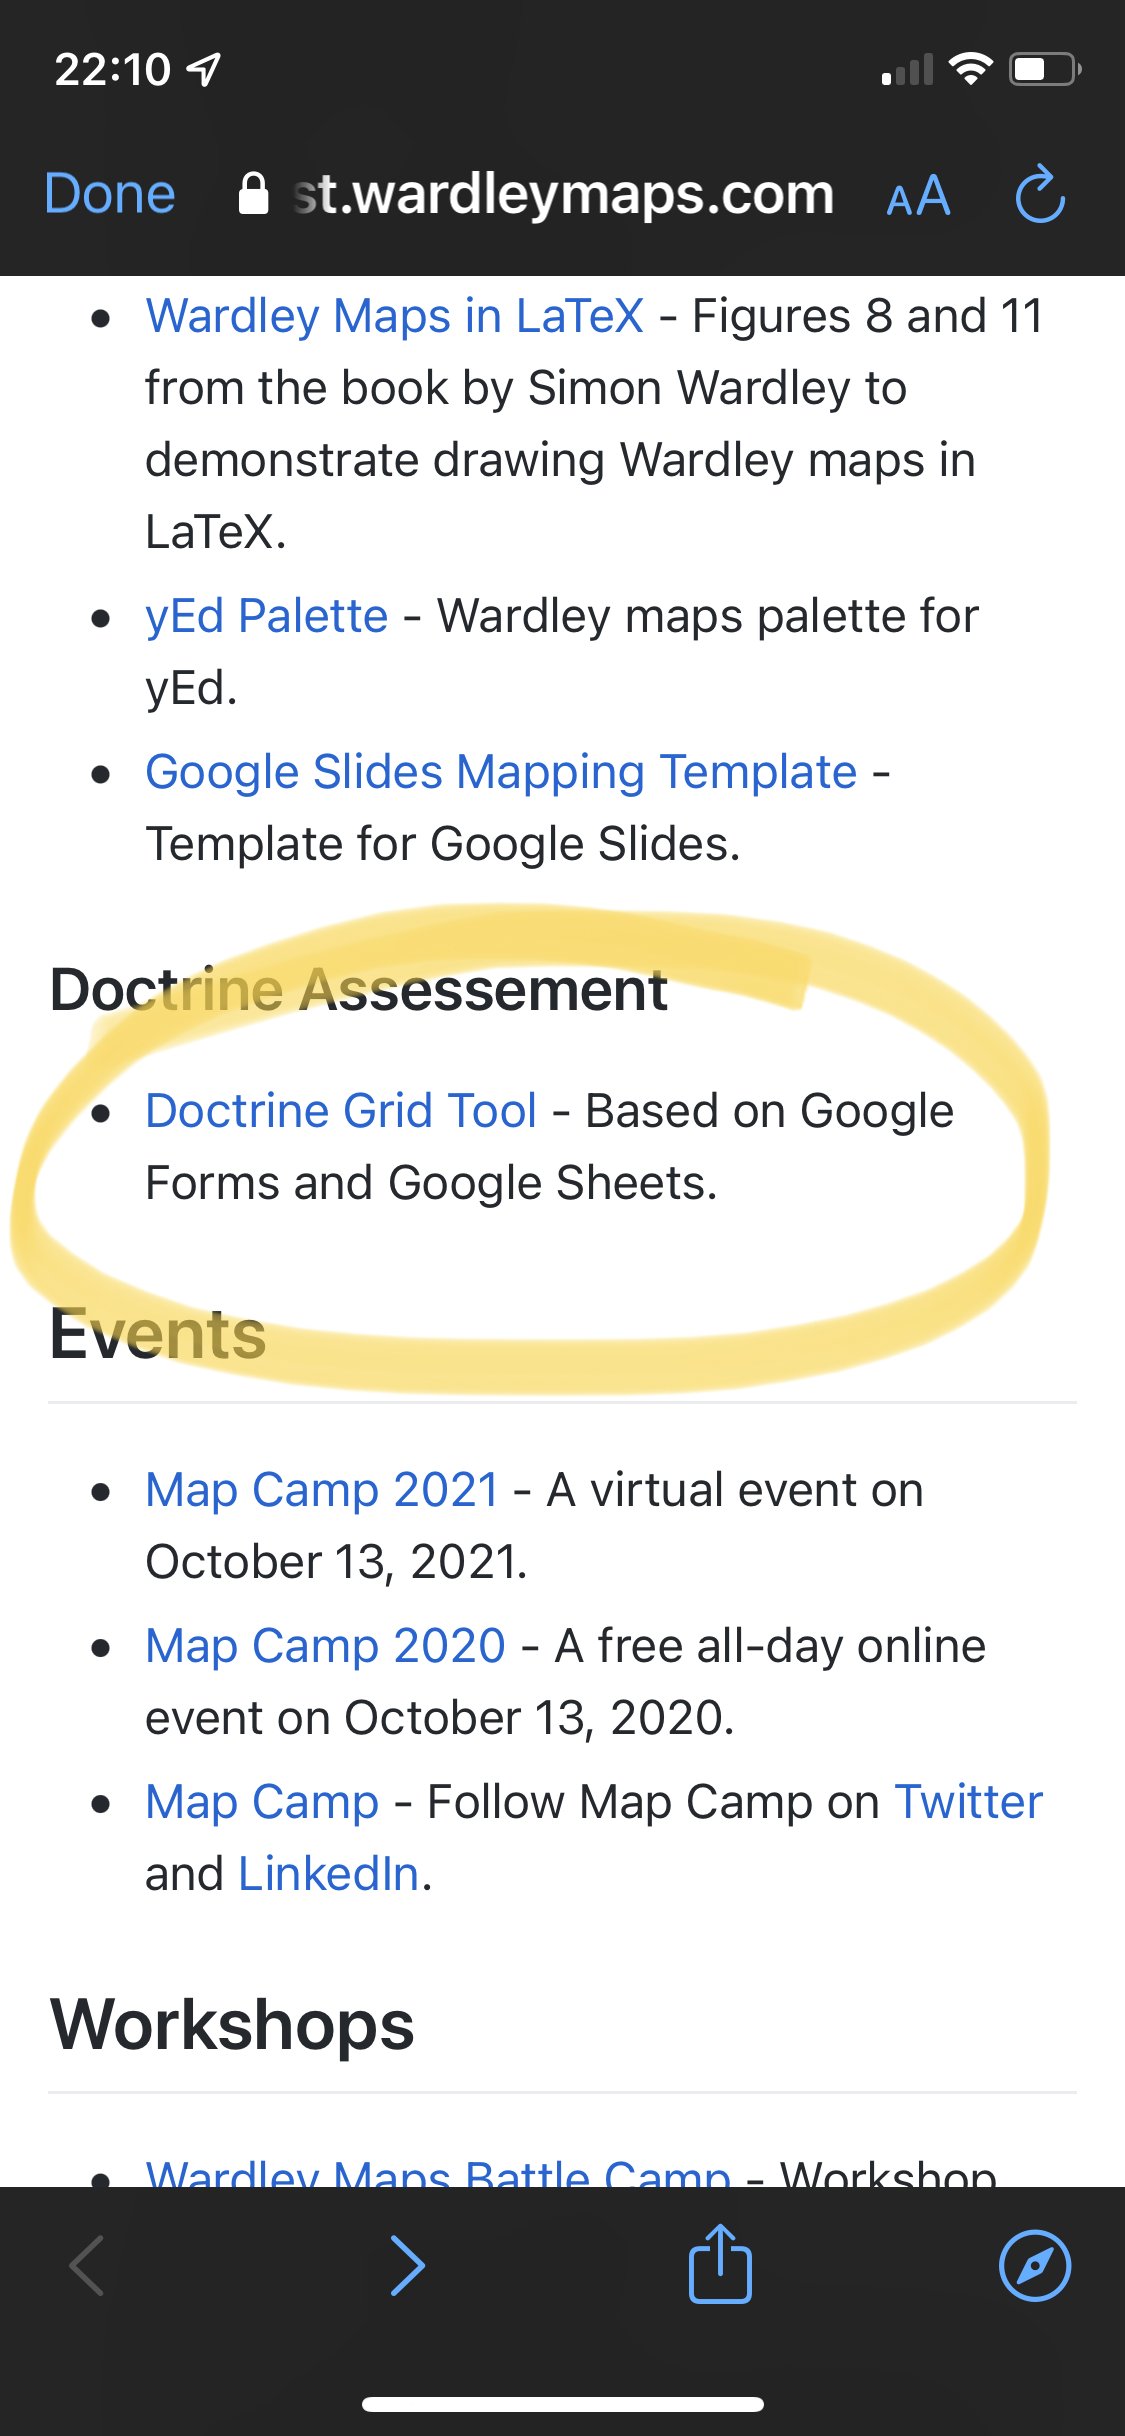 22:10
Done st.wardleymaps.com AA
Wardley Maps in LaTeX - Figures 8 and 11
from the book by Simon Wardley to
demonstrate drawing Wardley maps in
LaTeX.
yEd Palette - Wardley maps palette for
yEd.
Google Slides Mapping Template -
Template for Google Slides.
Doctrine Assessement
Doctrine Grid Tool - Based on Google
Forms and Google Sheets.
Events
Map Camp 2021 - A virtual event on
October 13, 2021.
Map Camp 2020 - A free all-day online
event on October 13, 2020.
Map Camp - Follow Map Camp on Twitter
and LinkedIn.
Workshops
Wardley Maps Battle Camp - Workshop